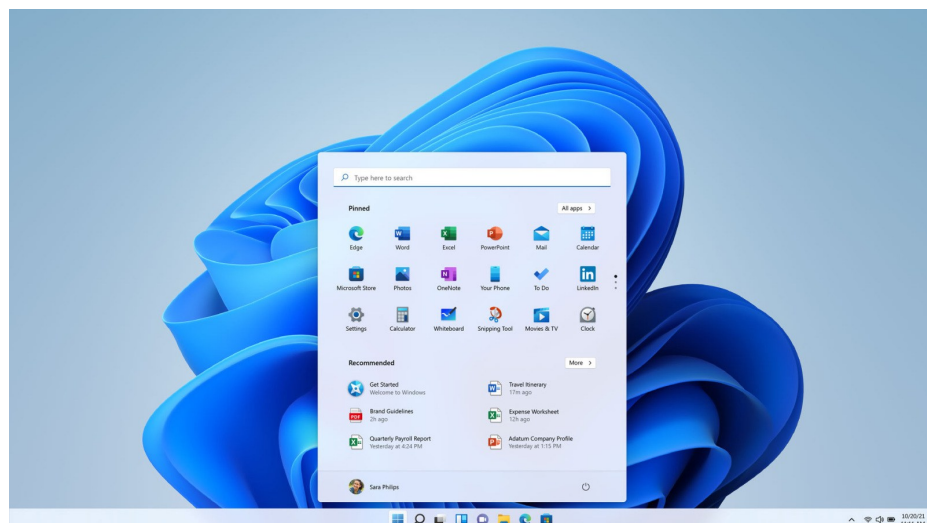 Type here to search
Pinned
All apps >
Edge
Word
Excel
PowerPoint
Mail
Calendar
Microsoft Store
Photos
OneNote
Your Phone
To Do
LinkedIn
Settings
Calculator
Whiteboard
Snipping Tool
Movies & TV
Clock
Recommended
More >
Get Started
Welcome to Windows
Travel Itinerary
17m ago
Brand Guidelines
2h ago
Expense Worksheet
12h ago
Quarterly Payroll Report
Yesterday at 4:24 PM
Adatum Company Profile
Yesterday at 1:15 PM
Sara Philips
10/20/21